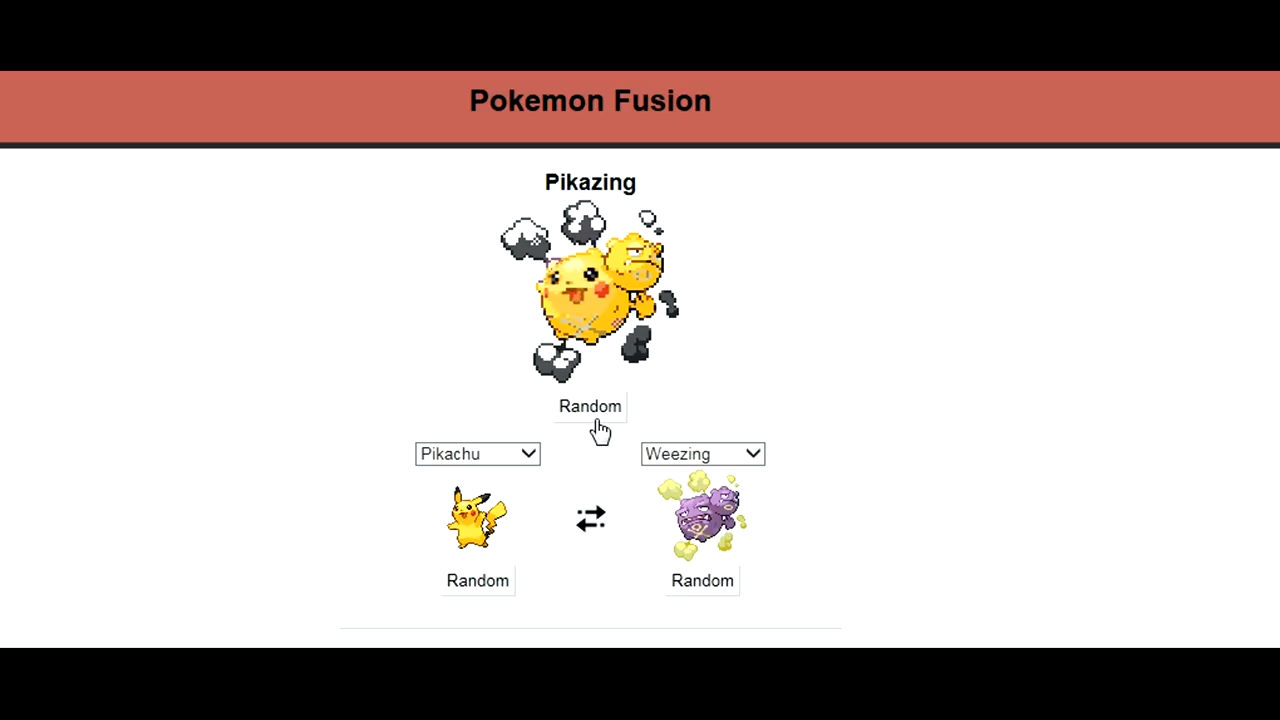 Pokemon Fusion
Pikazing
Random
Pikachu
Weezing
Random
Random